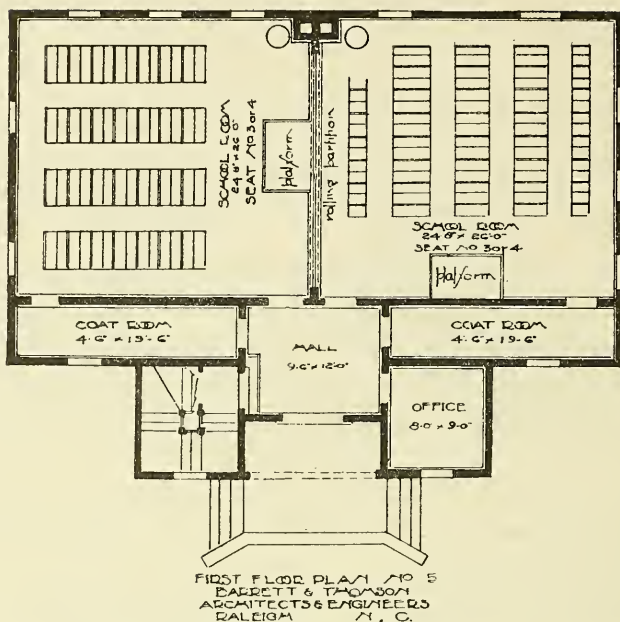 SCHOOL ROOM
24'0" x 26'0"
SEAT NO 3 or 4
platform
rolling partition
SCHOOL ROOM
24'0" x 26'0"
SEAT NO 3 or 4
platform
COAT ROOM
4'-6" x 19'-6"
HALL
9'-6" x 12'-0"
COAT ROOM
4'-6" x 19'-6"
OFFICE
8'-0" x 9'-0"
FIRST FLOOR PLAN NO 5
BARRETT & THOMSON
ARCHITECTS & ENGINEERS
RALEIGH N. C.